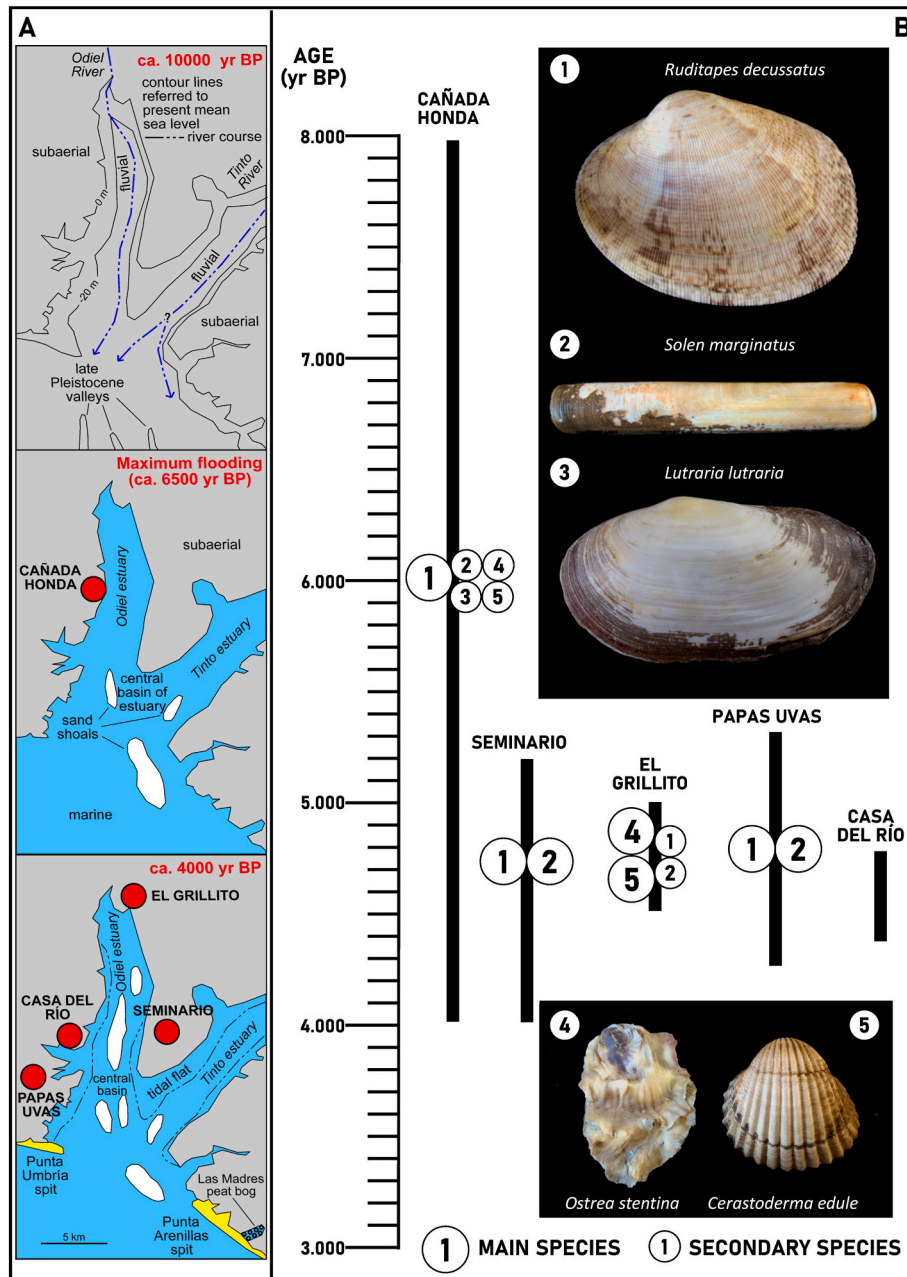 A
ca. 10000 yr BP
Odiel
River
contour lines
referred to
present mean
sea level
river course
subaerial
fluvial
Tinto
River
0 m
-20 m
fluvial
?
subaerial
late
Pleistocene
valleys
Maximum flooding
(ca. 6500 yr BP)
subaerial
CAÑADA
HONDA
Odiel estuary
Tinto estuary
central
basin of
estuary
sand
shoals
marine
ca. 4000 yr BP
EL GRILLITO
Odiel estuary
CASA DEL
RÍO
SEMINARIO
PAPAS
UVAS
central
basin
tidal flat
Tinto estuary
Punta
Umbría
spit
Las Madres
peat bog
Punta
Arenillas
spit
5 km
B
AGE
(yr BP)
8.000
7.000
6.000
5.000
4.000
3.000
CAÑADA
HONDA
1
2 4
3 5
SEMINARIO
1 2
EL
GRILLITO
4 1
5 2
PAPAS UVAS
1 2
CASA
DEL RÍO
1 Ruditapes decussatus
2 Solen marginatus
3 Lutraria lutraria
4 5
Ostrea stentina Cerastoderma edule
1 MAIN SPECIES 1 SECONDARY SPECIES